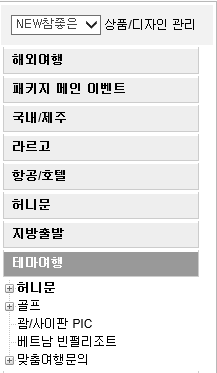 NEW참좋은 상품/디자인 관리
해외여행
패키지 메인 이벤트
국내/제주
라르고
항공/호텔
허니문
지방출발
테마여행
허니문
골프
괌/사이판 PIC
베트남 빈펄리조트
맞춤여행문의